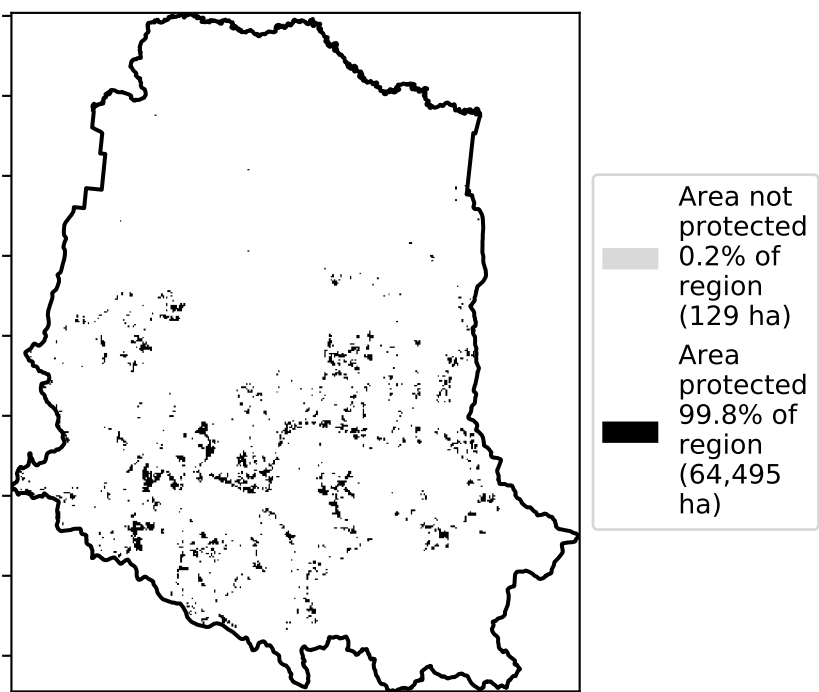 Area not
protected
0.2% of
region
(129 ha)
Area
protected
99.8% of
region
(64,495
ha)